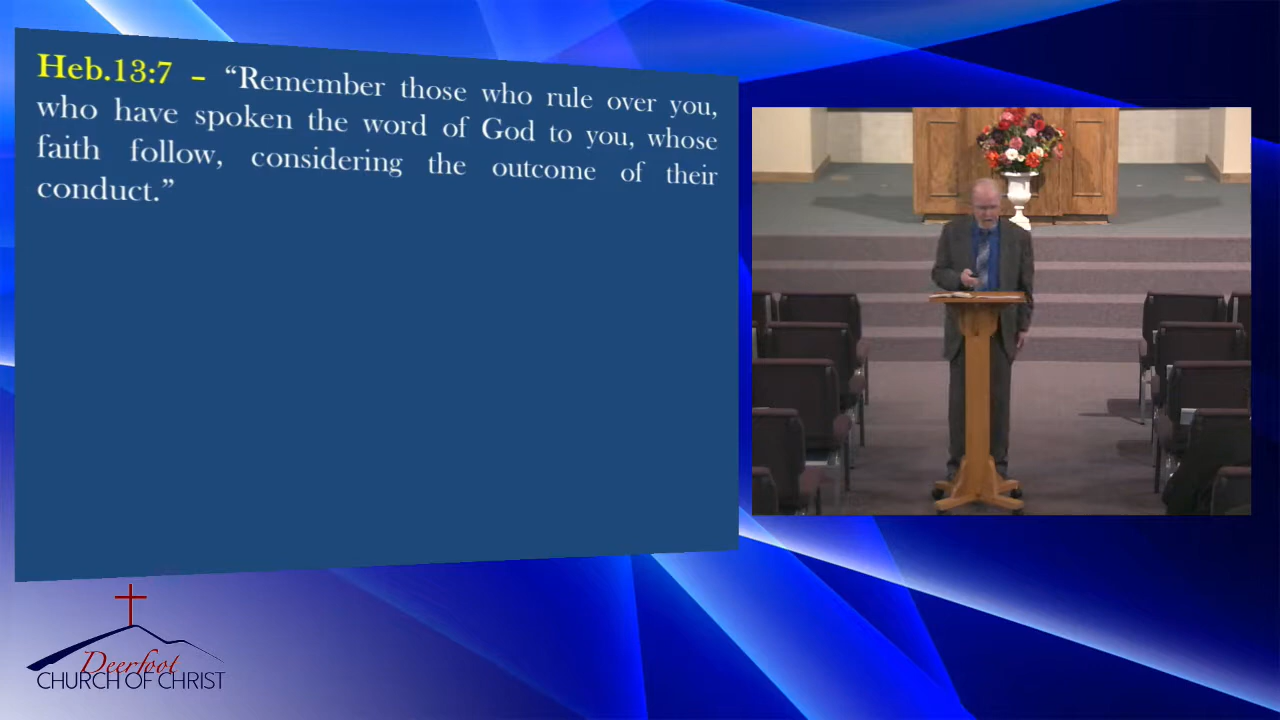 Heb.13:7 – “Remember those who rule over you,
who have spoken the word of God to you, whose
faith follow, considering the outcome of their
conduct.”
Deerfoot
CHURCH OF CHRIST